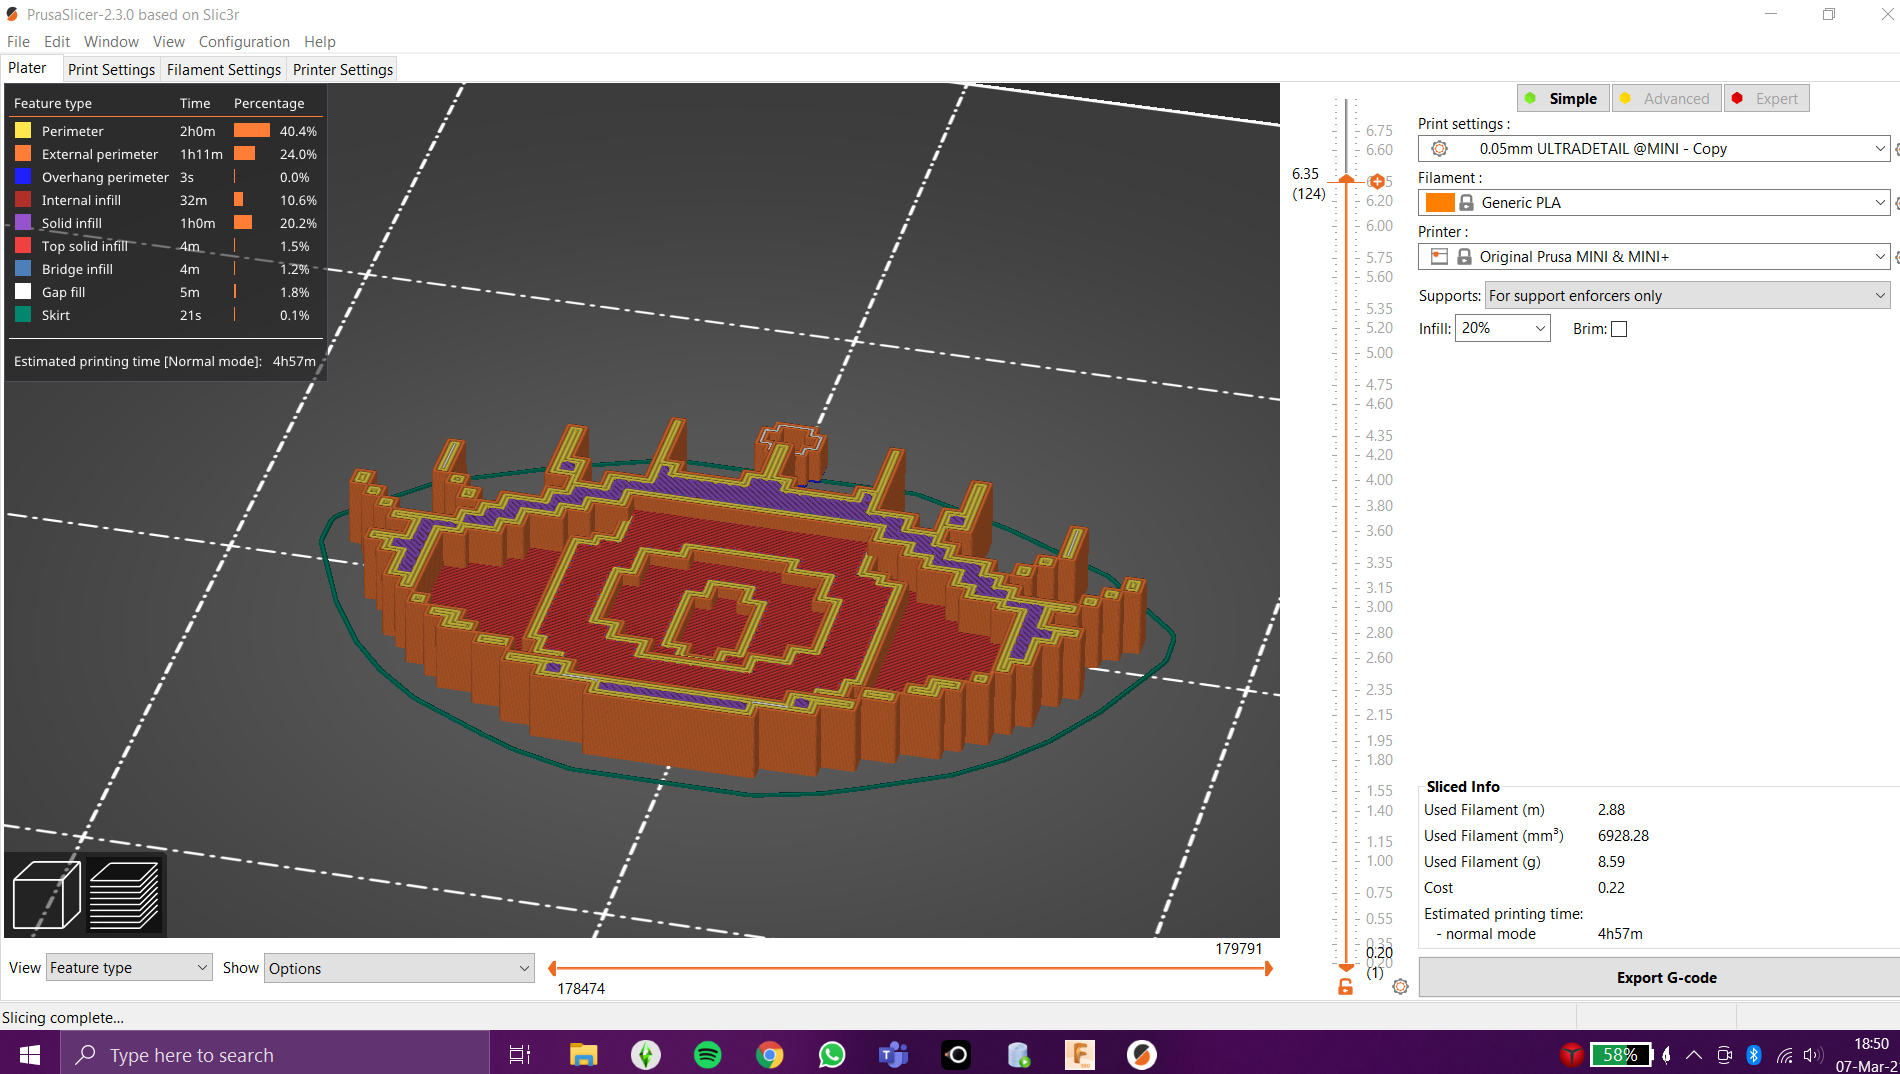 PrusaSlicer-2.3.0 based on Slic3r
File Edit Window View Configuration Help
Plater Print Settings Filament Settings Printer Settings
Feature type Time Percentage
Perimeter 2h0m 40.4%
External perimeter 1h11m 24.0%
Overhang perimeter 3s 0.0%
Internal infill 32m 10.6%
Solid infill 1h0m 20.2%
Top solid infill 4m 1.5%
Bridge infill 4m 1.2%
Gap fill 5m 1.8%
Skirt 21s 0.1%
Estimated printing time [Normal mode]: 4h57m
6.75
6.60
6.35
(124)
6.20
6.00
5.75
5.60
5.35
5.20
5.00
4.75
4.60
4.35
4.20
4.00
3.80
3.60
3.35
3.15
3.00
2.80
2.60
2.35
2.15
1.95
1.80
1.55
1.40
1.15
1.00
0.75
0.55
0.35
0.20
0.20
(1)
Simple Advanced Expert
Print settings :
0.05mm ULTRADETAIL @MINI - Copy
Filament :
Generic PLA
Printer :
Original Prusa MINI & MINI+
Supports: For support enforcers only
Infill: 20% Brim:
Sliced Info
Used Filament (m) 2.88
Used Filament (mm³) 6928.28
Used Filament (g) 8.59
Cost 0.22
Estimated printing time:
- normal mode 4h57m
Export G-code
View Feature type Show Options
179791
178474
Slicing complete...
Type here to search
58%
18:50